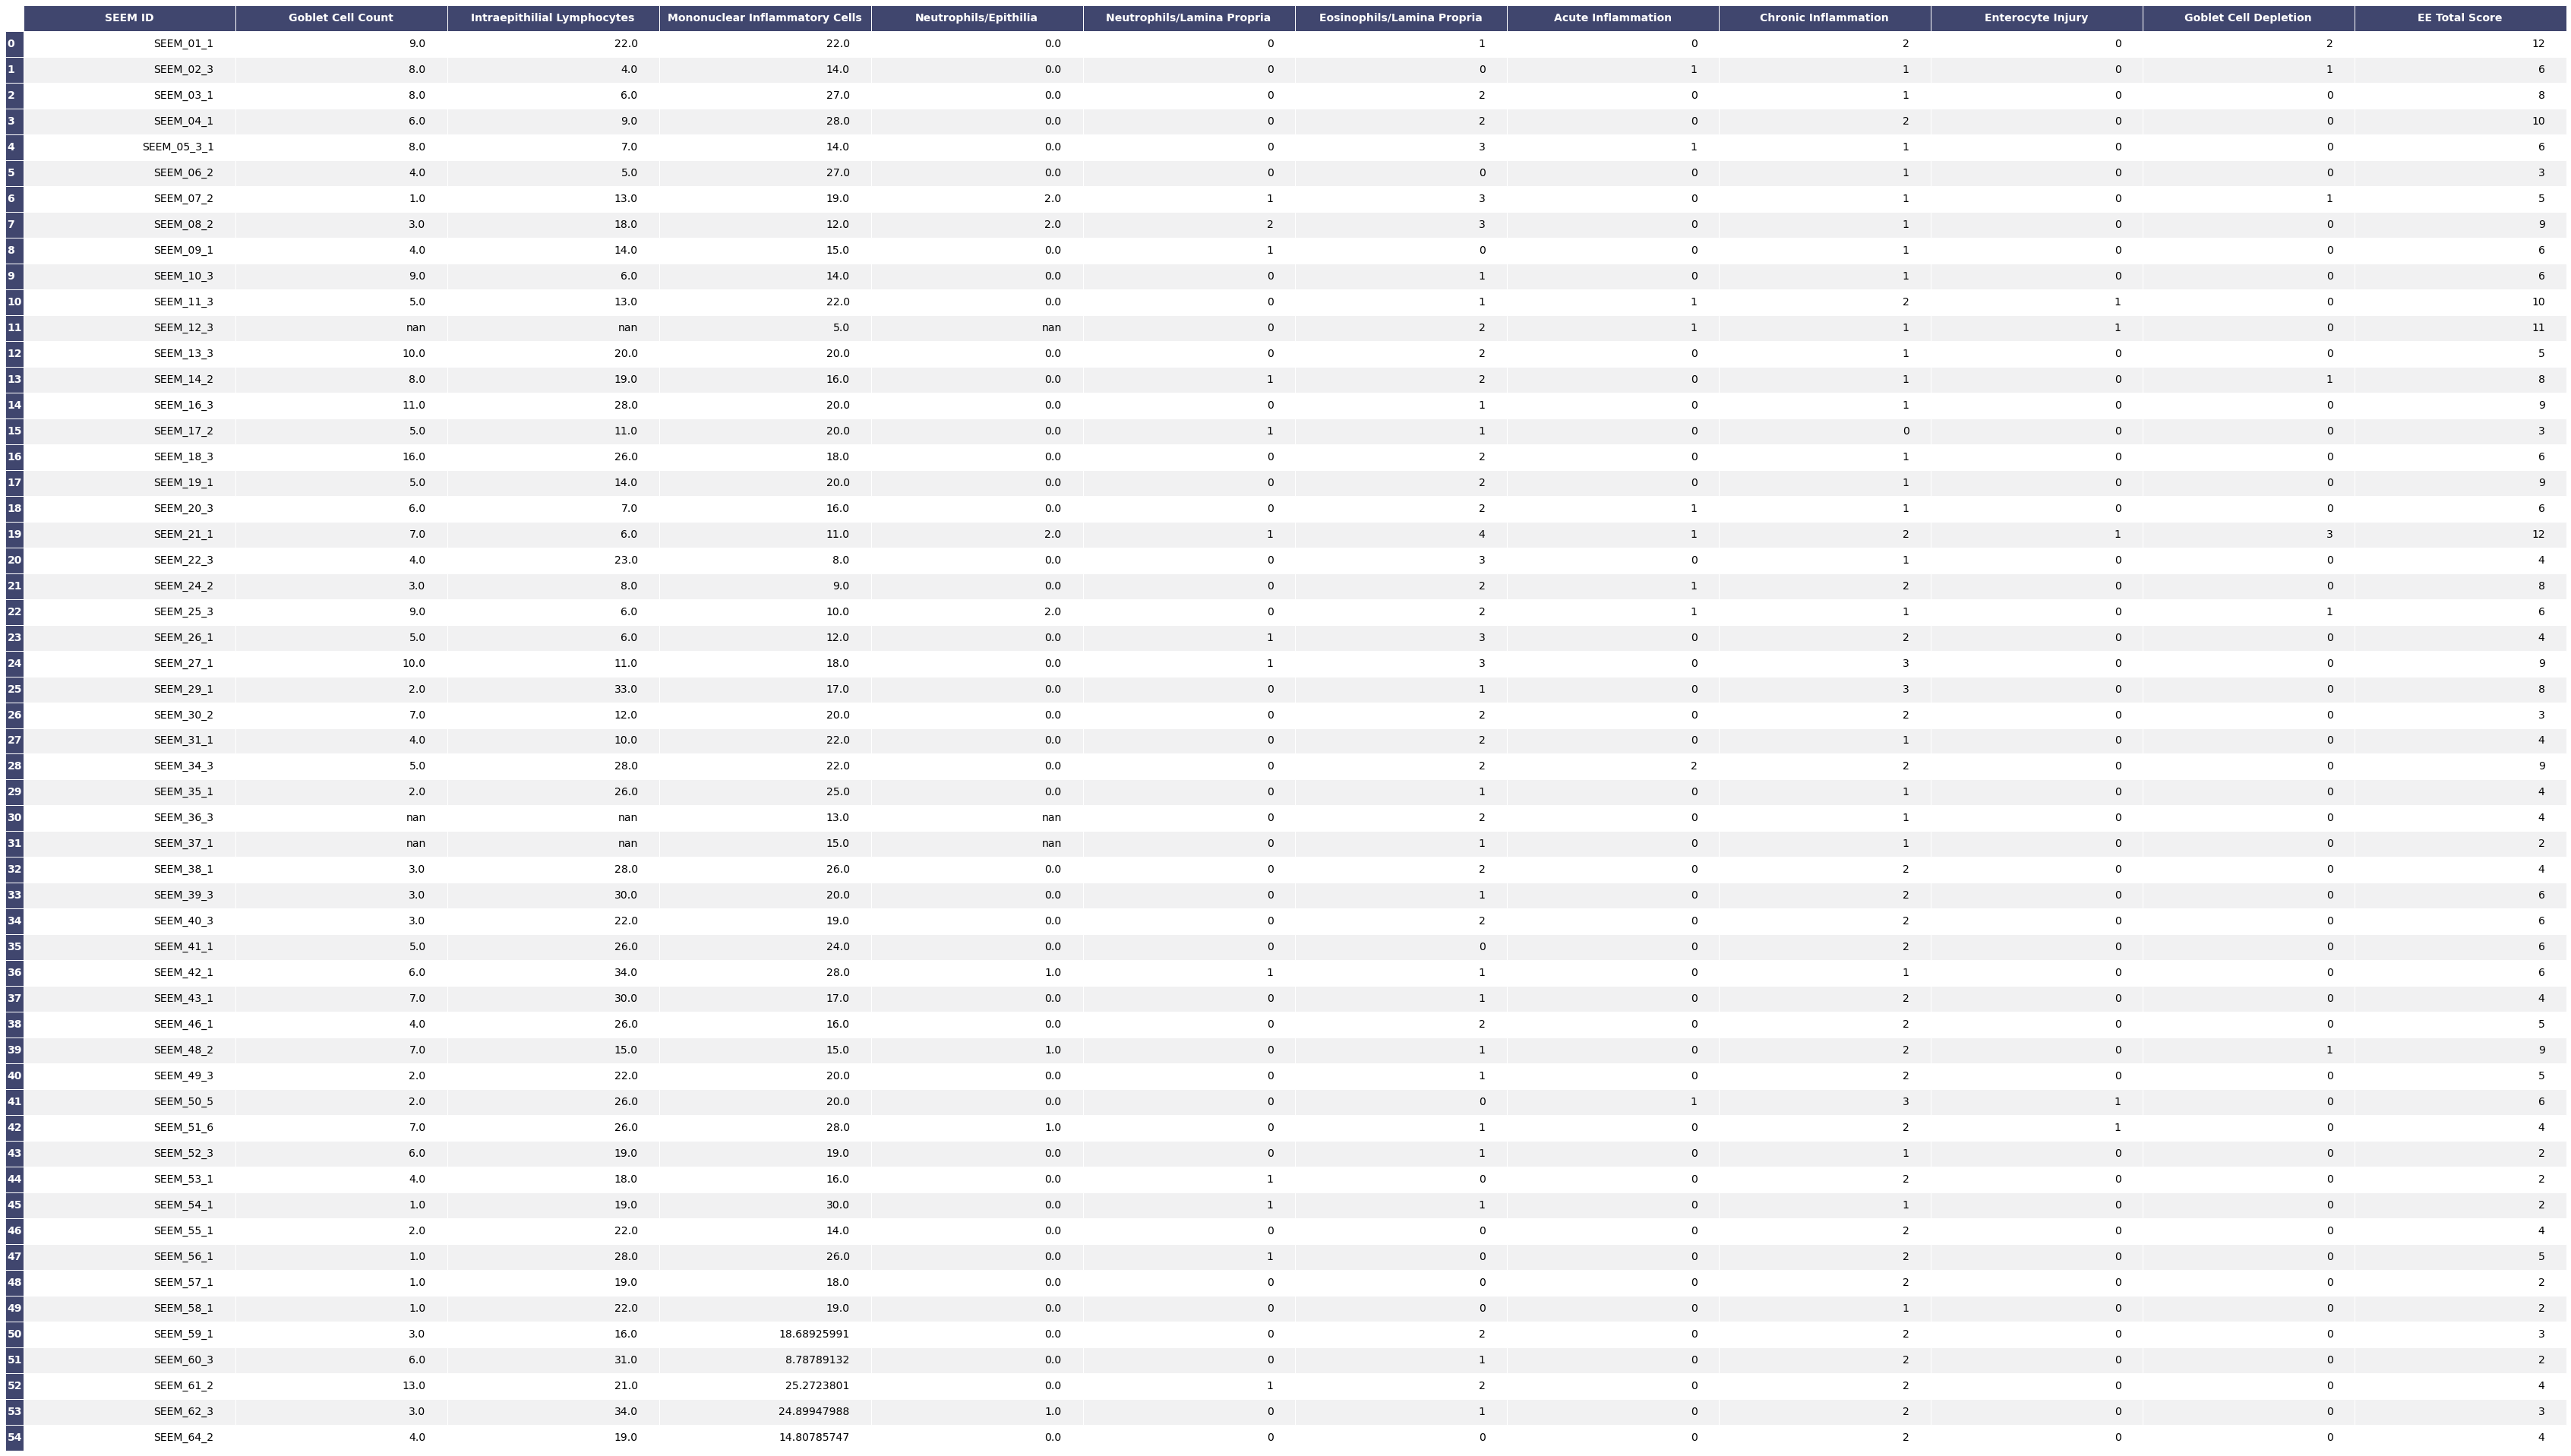 SEEM ID Goblet Cell Count Intraepithilial Lymphocytes Mononuclear Inflammatory Cells Neutrophils/Epithilia Neutrophils/Lamina Propria Eosinophils/Lamina Propria Acute Inflammation Chronic Inflammation Enterocyte Injury Goblet Cell Depletion EE Total Score
0 SEEM_01_1 9.0 22.0 22.0 0.0 0 1 0 2 0 2 12
1 SEEM_02_3 8.0 4.0 14.0 0.0 0 0 1 1 0 1 6
2 SEEM_03_1 8.0 6.0 27.0 0.0 0 2 0 1 0 0 8
3 SEEM_04_1 6.0 9.0 28.0 0.0 0 2 0 2 0 0 10
4 SEEM_05_3_1 8.0 7.0 14.0 0.0 0 3 1 1 0 0 6
5 SEEM_06_2 4.0 5.0 27.0 0.0 0 0 0 1 0 0 3
6 SEEM_07_2 1.0 13.0 19.0 2.0 1 3 0 1 0 1 5
7 SEEM_08_2 3.0 18.0 12.0 2.0 2 3 0 1 0 0 9
8 SEEM_09_1 4.0 14.0 15.0 0.0 1 0 0 1 0 0 6
9 SEEM_10_3 9.0 6.0 14.0 0.0 0 1 0 1 0 0 6
10 SEEM_11_3 5.0 13.0 22.0 0.0 0 1 1 2 1 0 10
11 SEEM_12_3 nan nan 5.0 nan 0 2 1 1 1 0 11
12 SEEM_13_3 10.0 20.0 20.0 0.0 0 2 0 1 0 0 5
13 SEEM_14_2 8.0 19.0 16.0 0.0 1 2 0 1 0 1 8
14 SEEM_16_3 11.0 28.0 20.0 0.0 0 1 0 1 0 0 9
15 SEEM_17_2 5.0 11.0 20.0 0.0 1 1 0 0 0 0 3
16 SEEM_18_3 16.0 26.0 18.0 0.0 0 2 0 1 0 0 6
17 SEEM_19_1 5.0 14.0 20.0 0.0 0 2 0 1 0 0 9
18 SEEM_20_3 6.0 7.0 16.0 0.0 0 2 1 1 0 0 6
19 SEEM_21_1 7.0 6.0 11.0 2.0 1 4 1 2 1 3 12
20 SEEM_22_3 4.0 23.0 8.0 0.0 0 3 0 1 0 0 4
21 SEEM_24_2 3.0 8.0 9.0 0.0 0 2 1 2 0 0 8
22 SEEM_25_3 9.0 6.0 10.0 2.0 0 2 1 1 0 1 6
23 SEEM_26_1 5.0 6.0 12.0 0.0 1 3 0 2 0 0 4
24 SEEM_27_1 10.0 11.0 18.0 0.0 1 3 0 3 0 0 9
25 SEEM_29_1 2.0 33.0 17.0 0.0 0 1 0 3 0 0 8
26 SEEM_30_2 7.0 12.0 20.0 0.0 0 2 0 2 0 0 3
27 SEEM_31_1 4.0 10.0 22.0 0.0 0 2 0 1 0 0 4
28 SEEM_34_3 5.0 28.0 22.0 0.0 0 2 2 2 0 0 9
29 SEEM_35_1 2.0 26.0 25.0 0.0 0 1 0 1 0 0 4
30 SEEM_36_3 nan nan 13.0 nan 0 2 0 1 0 0 4
31 SEEM_37_1 nan nan 15.0 nan 0 1 0 1 0 0 2
32 SEEM_38_1 3.0 28.0 26.0 0.0 0 2 0 2 0 0 4
33 SEEM_39_3 3.0 30.0 20.0 0.0 0 1 0 2 0 0 6
34 SEEM_40_3 3.0 22.0 19.0 0.0 0 2 0 2 0 0 6
35 SEEM_41_1 5.0 26.0 24.0 0.0 0 0 0 2 0 0 6
36 SEEM_42_1 6.0 34.0 28.0 1.0 1 1 0 1 0 0 6
37 SEEM_43_1 7.0 30.0 17.0 0.0 0 1 0 2 0 0 4
38 SEEM_46_1 4.0 26.0 16.0 0.0 0 2 0 2 0 0 5
39 SEEM_48_2 7.0 15.0 15.0 1.0 0 1 0 2 0 1 9
40 SEEM_49_3 2.0 22.0 20.0 0.0 0 1 0 2 0 0 5
41 SEEM_50_5 2.0 26.0 20.0 0.0 0 0 1 3 1 0 6
42 SEEM_51_6 7.0 26.0 28.0 1.0 0 1 0 2 1 0 4
43 SEEM_52_3 6.0 19.0 19.0 0.0 0 1 0 1 0 0 2
44 SEEM_53_1 4.0 18.0 16.0 0.0 1 0 0 2 0 0 2
45 SEEM_54_1 1.0 19.0 30.0 0.0 1 1 0 1 0 0 2
46 SEEM_55_1 2.0 22.0 14.0 0.0 0 0 0 2 0 0 4
47 SEEM_56_1 1.0 28.0 26.0 0.0 1 0 0 2 0 0 5
48 SEEM_57_1 1.0 19.0 18.0 0.0 0 0 0 2 0 0 2
49 SEEM_58_1 1.0 22.0 19.0 0.0 0 0 0 1 0 0 2
50 SEEM_59_1 3.0 16.0 18.68925991 0.0 0 2 0 2 0 0 3
51 SEEM_60_3 6.0 31.0 8.78789132 0.0 0 1 0 2 0 0 2
52 SEEM_61_2 13.0 21.0 25.2723801 0.0 1 2 0 2 0 0 4
53 SEEM_62_3 3.0 34.0 24.89947988 1.0 0 1 0 2 0 0 3
54 SEEM_64_2 4.0 19.0 14.80785747 0.0 0 0 0 2 0 0 4